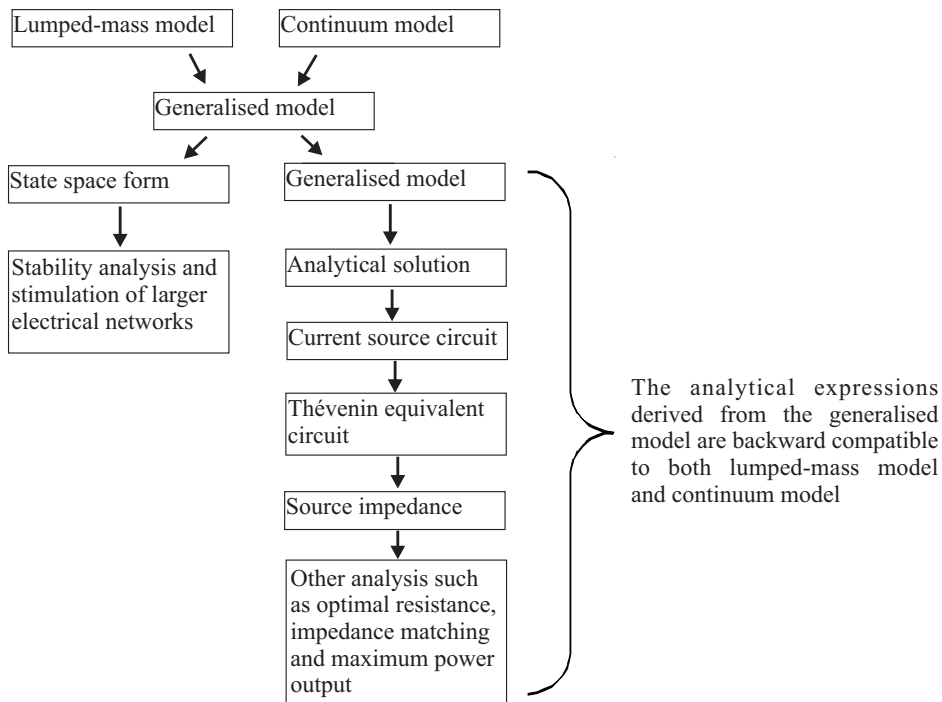 Lumped-mass model
Continuum model
Generalised model
State space form
Generalised model
Stability analysis and
stimulation of larger
electrical networks
Analytical solution
Current source circuit
Thévenin equivalent
circuit
Source impedance
Other analysis such
as optimal resistance,
impedance matching
and maximum power
output
The analytical expressions
derived from the generalised
model are backward compatible
to both lumped-mass model
and continuum model